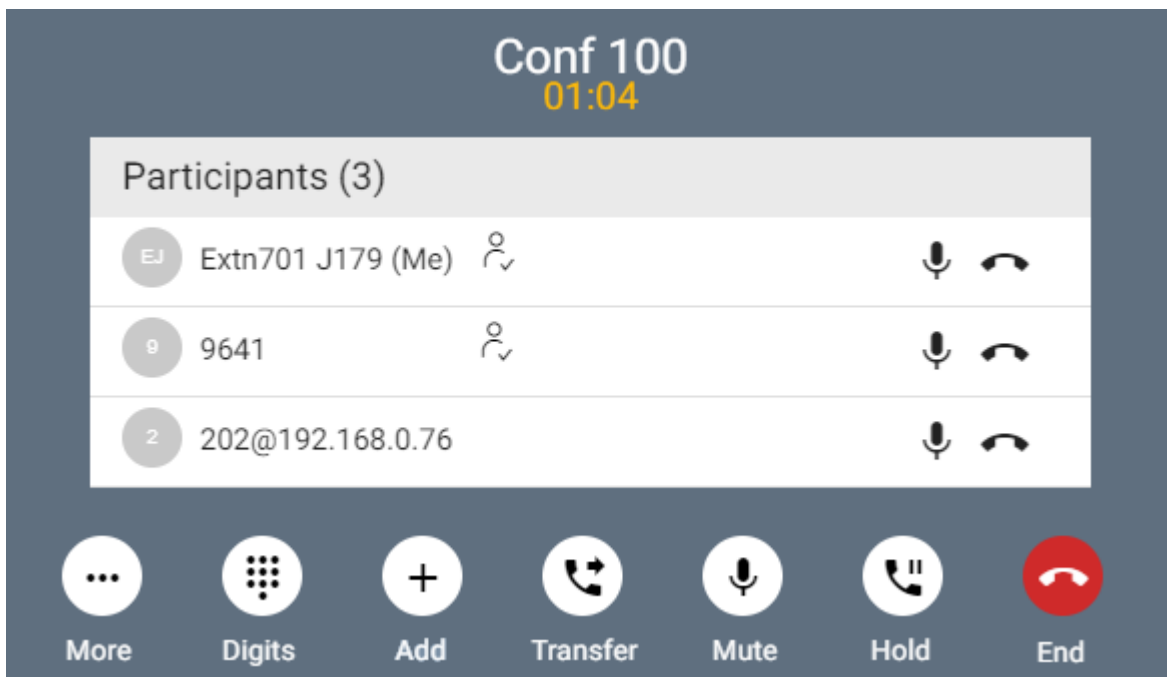 Conf 100
01:04
Participants (3)
EJ Extn701 J179 (Me)
9 9641
2 202@192.168.0.76
More Digits Add Transfer Mute Hold End